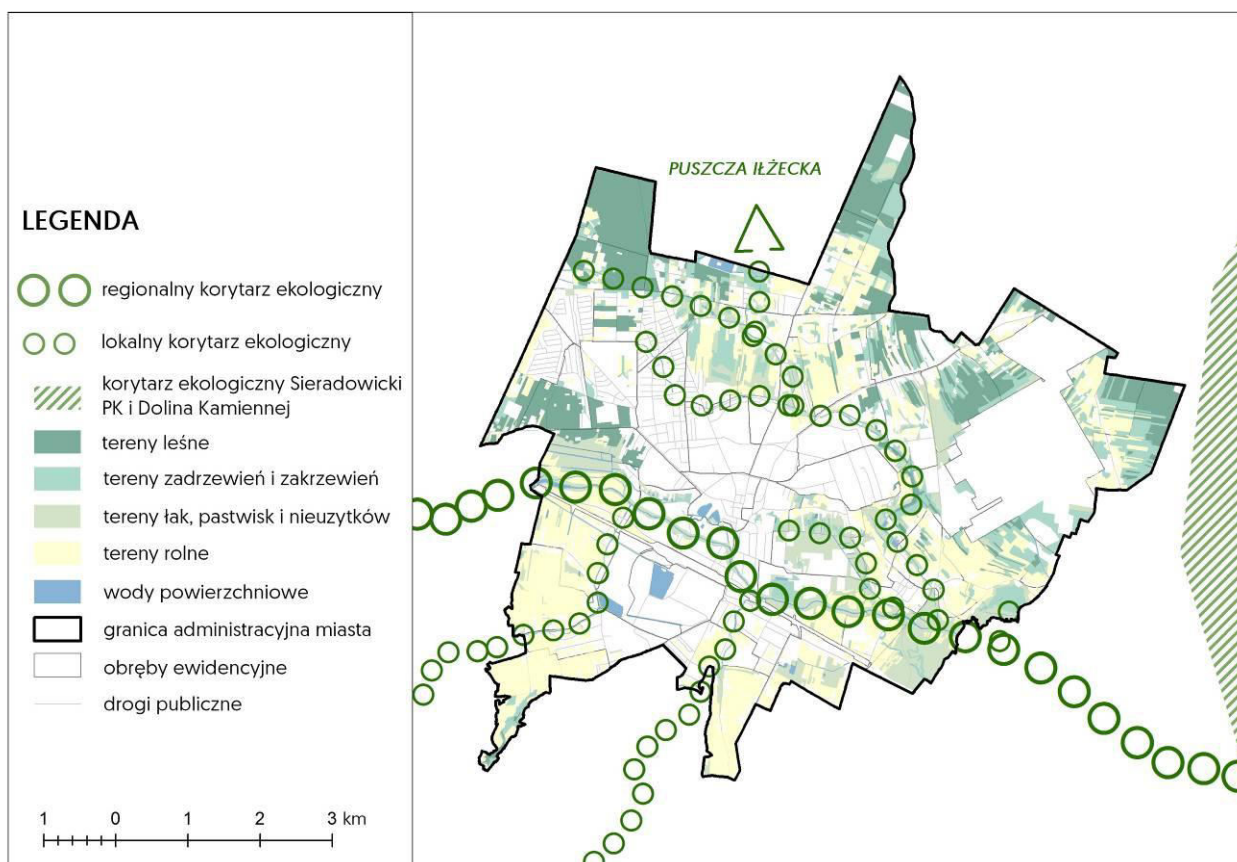 LEGENDA
regionalny korytarz ekologiczny
lokalny korytarz ekologiczny
korytarz ekologiczny Sieradowicki
PK i Dolina Kamiennej
tereny leśne
tereny zadrzewień i zakrzewień
tereny łak, pastwisk i nieuzytków
tereny rolne
wody powierzchniowe
granica administracyjna miasta
obręby ewidencyjne
drogi publiczne
1 0 1 2 3 km
PUSZCZA IŁŻECKA